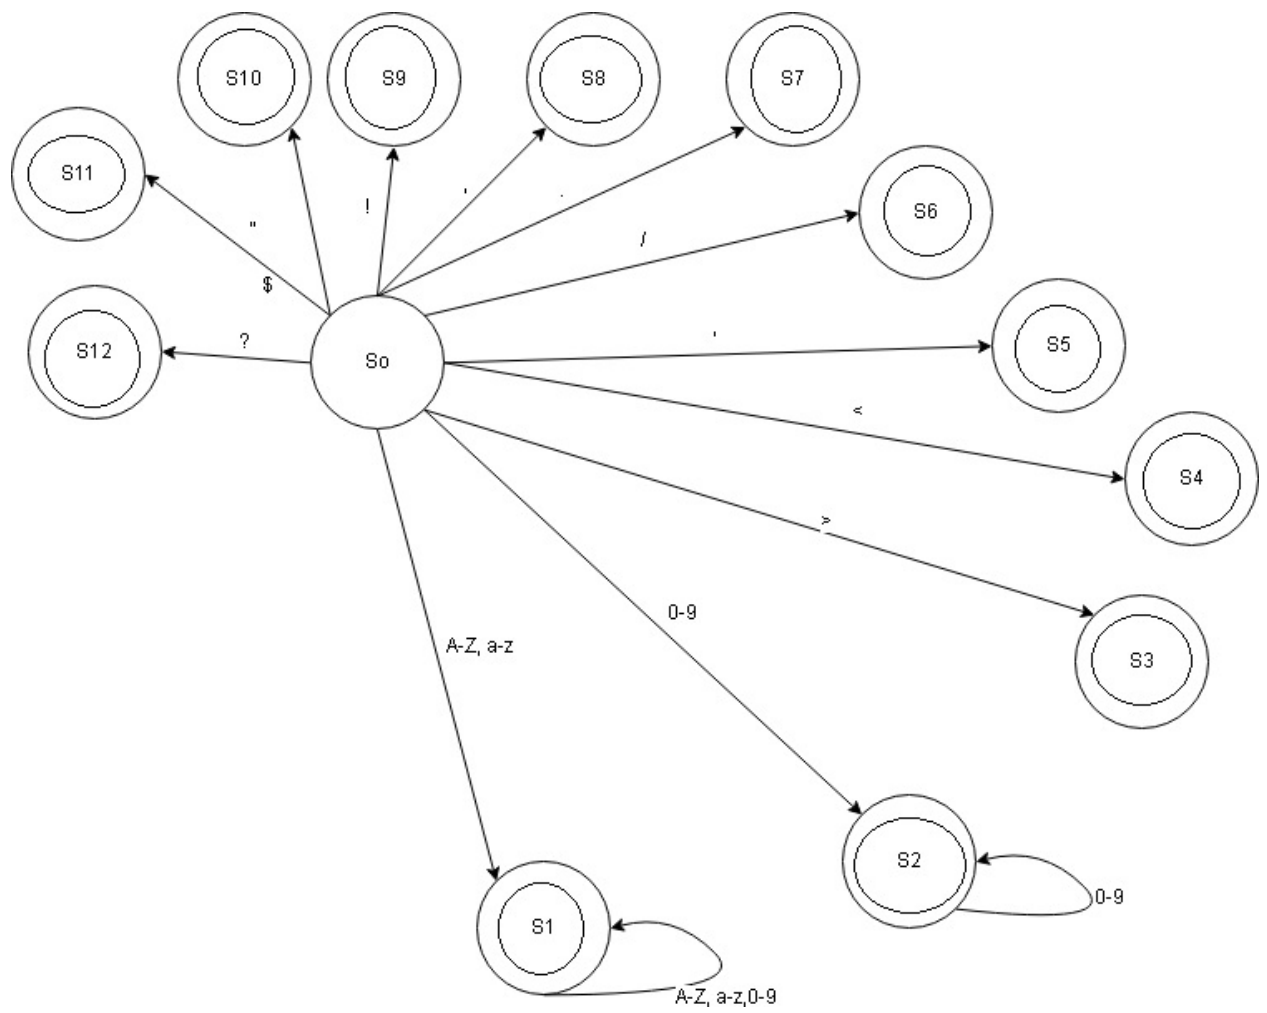 S10
S9
S8
S7
S11
S6
'
.
!
"
/
$
?
'
S5
S12
So
<
S4
>
0-9
A-Z, a-z
S3
S2
0-9
S1
A-Z, a-z,0-9